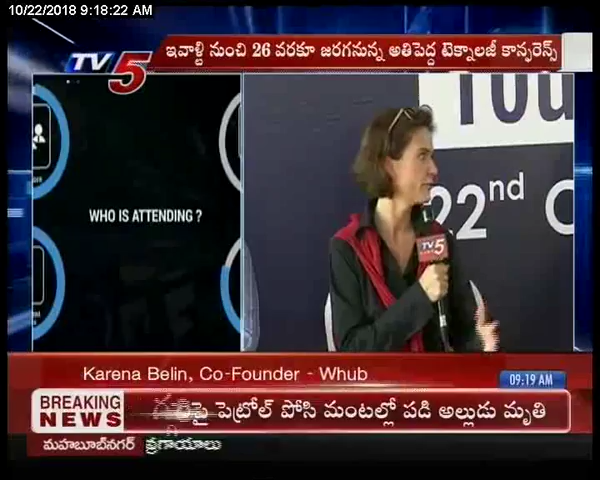 10/22/2018 9:18:22 AM
TV5
ఇవాళ్టి నుంచి 26 వరకూ జరగనున్న అతిపెద్ద టెక్నాలజీ కాన్ఫరెన్స్
WHO IS ATTENDING ?
22nd
TV5
Karena Belin, Co-Founder - Whub
09:19 AM
BREAKING NEWS
పెట్రోల్ పోసి మంటల్లో పడి అల్లుడు మృతి
మహబూబ్‌నగర్